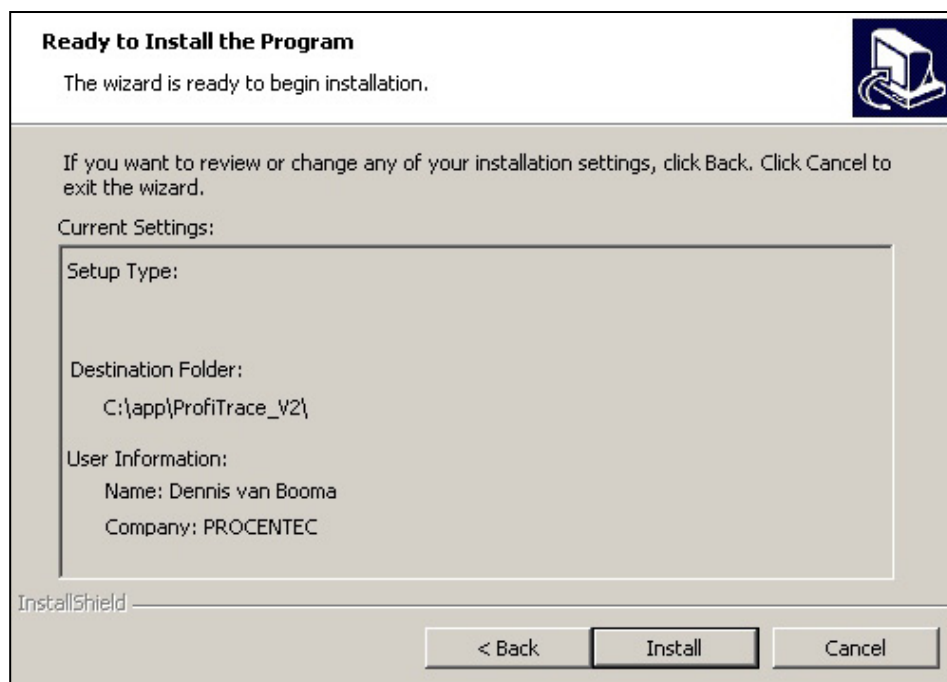 Ready to Install the Program
The wizard is ready to begin installation.
If you want to review or change any of your installation settings, click Back. Click Cancel to
exit the wizard.
Current Settings:
Setup Type:
Destination Folder:
C:\app\ProfiTrace_V2\
User Information:
Name: Dennis van Booma
Company: PROCENTEC
InstallShield
< Back
Install
Cancel